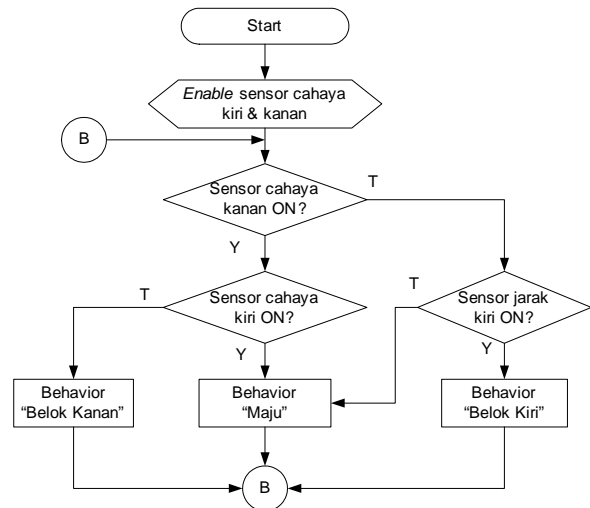 Start
Enable sensor cahaya
kiri & kanan
B
Sensor cahaya
kanan ON?
T
Y
Sensor cahaya
kiri ON?
T
Y
Sensor jarak
kiri ON?
T
Y
Behavior
“Belok Kanan”
Behavior
“Maju”
Behavior
“Belok Kiri”
B